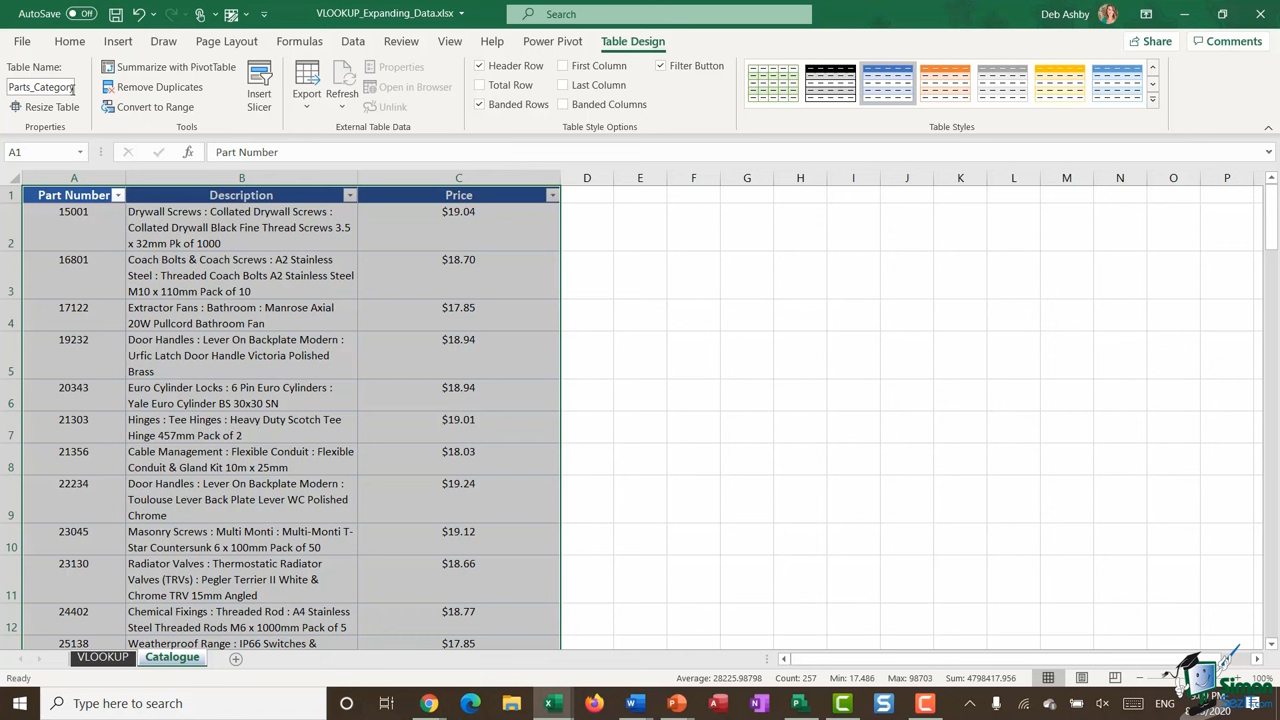 AutoSave Off VLOOKUP_Expanding_Data.xlsx Search Deb Ashby
File Home Insert Draw Page Layout Formulas Data Review View Help Power Pivot Table Design Share Comments
Table Name:
Parts_Category
Resize Table
Properties
Summarize with PivotTable
Remove Duplicates
Convert to Range
Tools
Insert
Slicer
Export
Refresh
Properties
Open in Browser
Unlink
External Table Data
Header Row First Column Filter Button
Total Row Last Column
Banded Rows Banded Columns
Table Style Options
Table Styles
A1 fx Part Number
A B C D E F G H I J K L M N O P
1 Part Number Description Price
15001 Drywall Screws : Collated Drywall Screws : $19.04
Collated Drywall Black Fine Thread Screws 3.5
2 x 32mm Pk of 1000
16801 Coach Bolts & Coach Screws : A2 Stainless $18.70
Steel : Threaded Coach Bolts A2 Stainless Steel
3 M10 x 110mm Pack of 10
17122 Extractor Fans : Bathroom : Manrose Axial $17.85
4 20W Pullcord Bathroom Fan
19232 Door Handles : Lever On Backplate Modern : $18.94
Urfic Latch Door Handle Victoria Polished
5 Brass
20343 Euro Cylinder Locks : 6 Pin Euro Cylinders : $18.94
6 Yale Euro Cylinder BS 30x30 SN
21303 Hinges : Tee Hinges : Heavy Duty Scotch Tee $19.01
7 Hinge 457mm Pack of 2
21356 Cable Management : Flexible Conduit : Flexible $18.03
8 Conduit & Gland Kit 10m x 25mm
22234 Door Handles : Lever On Backplate Modern : $19.24
Toulouse Lever Back Plate Lever WC Polished
9 Chrome
23045 Masonry Screws : Multi Monti : Multi-Monti T- $19.12
10 Star Countersunk 6 x 100mm Pack of 50
23130 Radiator Valves : Thermostatic Radiator $18.66
Valves (TRVs) : Pegler Terrier II White &
11 Chrome TRV 15mm Angled
24402 Chemical Fixings : Threaded Rod : A4 Stainless $18.77
12 Steel Threaded Rods M6 x 1000mm Pack of 5
25138 Weatherproof Range : IP66 Switches & $17.85
VLOOKUP Catalogue
Ready Average: 28225.98798 Count: 257 Min: 17.486 Max: 98703 Sum: 4798417.956 100%
Type here to search